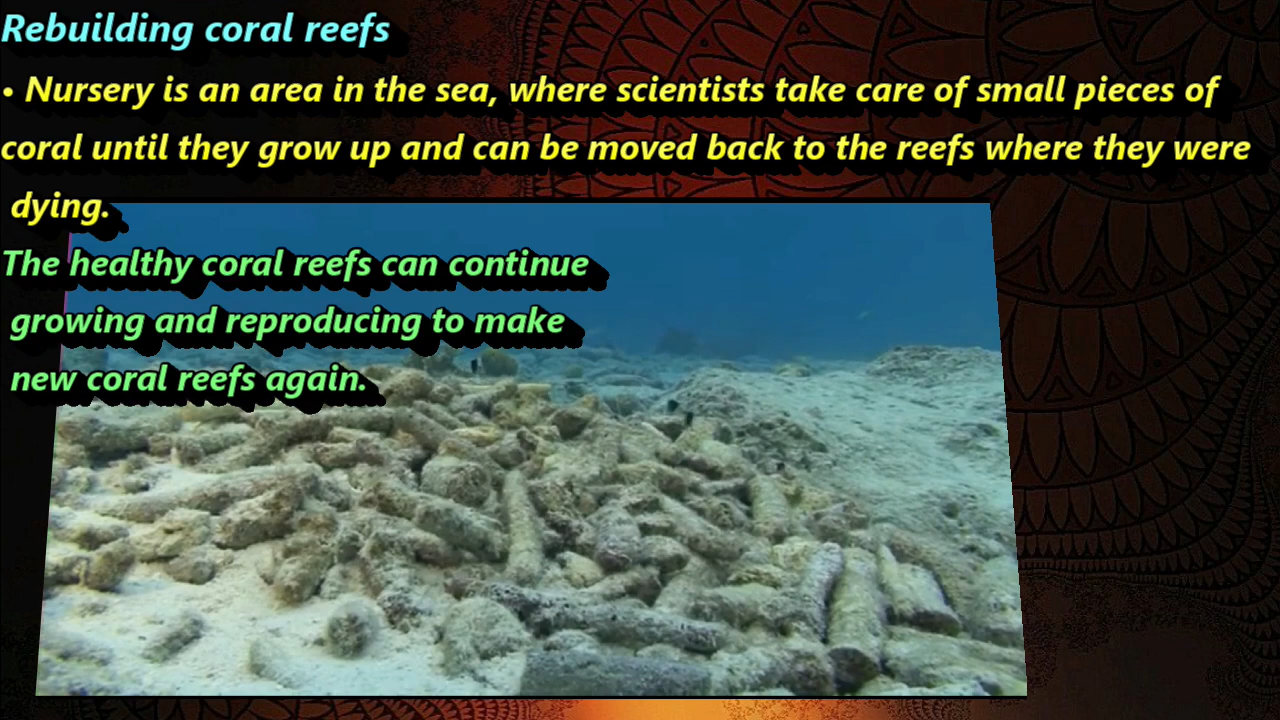 Rebuilding coral reefs
• Nursery is an area in the sea, where scientists take care of small pieces of
coral until they grow up and can be moved back to the reefs where they were
dying.
The healthy coral reefs can continue
growing and reproducing to make
new coral reefs again.